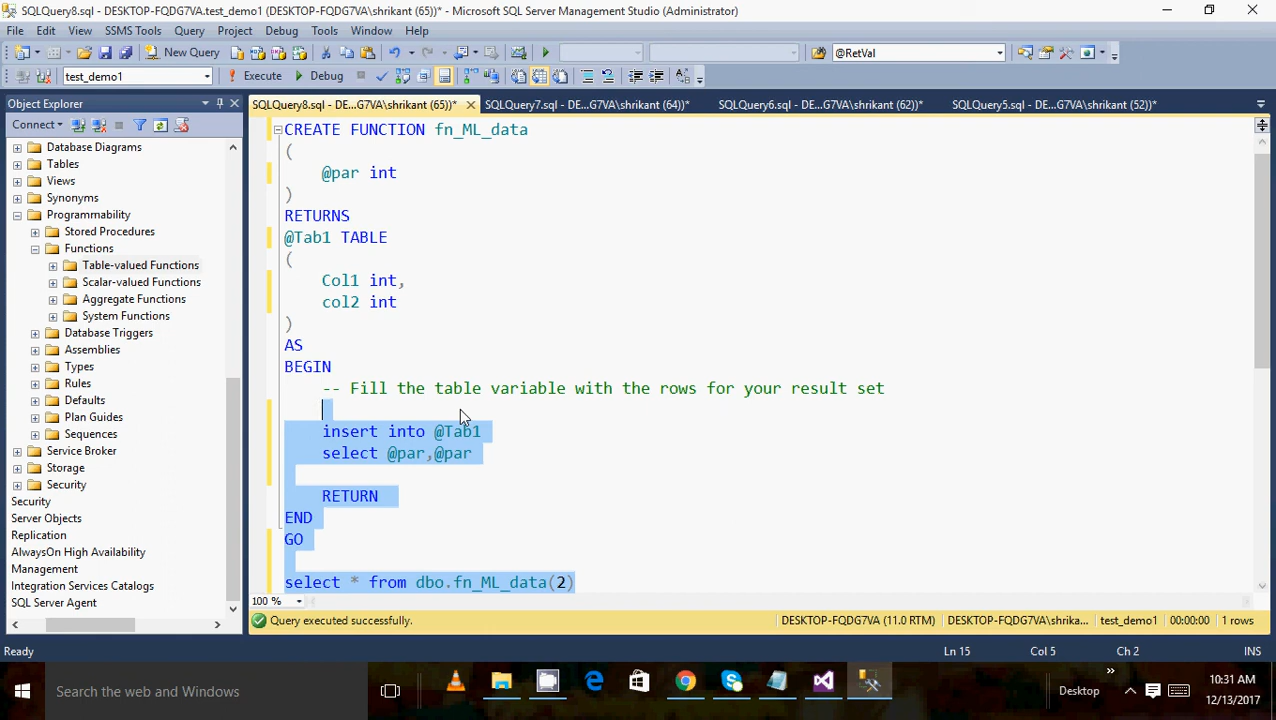 SQLQuery8.sql - DESKTOP-FQDG7VA.test_demo1 (DESKTOP-FQDG7VA\shrikant (65))* - Microsoft SQL Server Management Studio (Administrator)
File Edit View SSMS Tools Query Project Debug Tools Window Help
New Query @RetVal
test_demo1 Execute Debug
Object Explorer
SQLQuery8.sql - DE...G7VA\shrikant (65))* SQLQuery7.sql - DE...G7VA\shrikant (64))* SQLQuery6.sql - DE...G7VA\shrikant (62))* SQLQuery5.sql - DE...G7VA\shrikant (52))*
Connect
Database Diagrams
Tables
Views
Synonyms
Programmability
Stored Procedures
Functions
Table-valued Functions
Scalar-valued Functions
Aggregate Functions
System Functions
Database Triggers
Assemblies
Types
Rules
Defaults
Plan Guides
Sequences
Service Broker
Storage
Security
Security
Server Objects
Replication
AlwaysOn High Availability
Management
Integration Services Catalogs
SQL Server Agent
CREATE FUNCTION fn_ML_data
(
@par int
)
RETURNS
@Tab1 TABLE
(
Col1 int,
col2 int
)
AS
BEGIN
-- Fill the table variable with the rows for your result set
insert into @Tab1
select @par,@par
RETURN
END
GO
select * from dbo.fn_ML_data(2)
100 %
Query executed successfully. DESKTOP-FQDG7VA (11.0 RTM) DESKTOP-FQDG7VA\shrika... test_demo1 00:00:00 1 rows
Ready Ln 15 Col 5 Ch 2 INS
Search the web and Windows Desktop 10:31 AM
12/13/2017